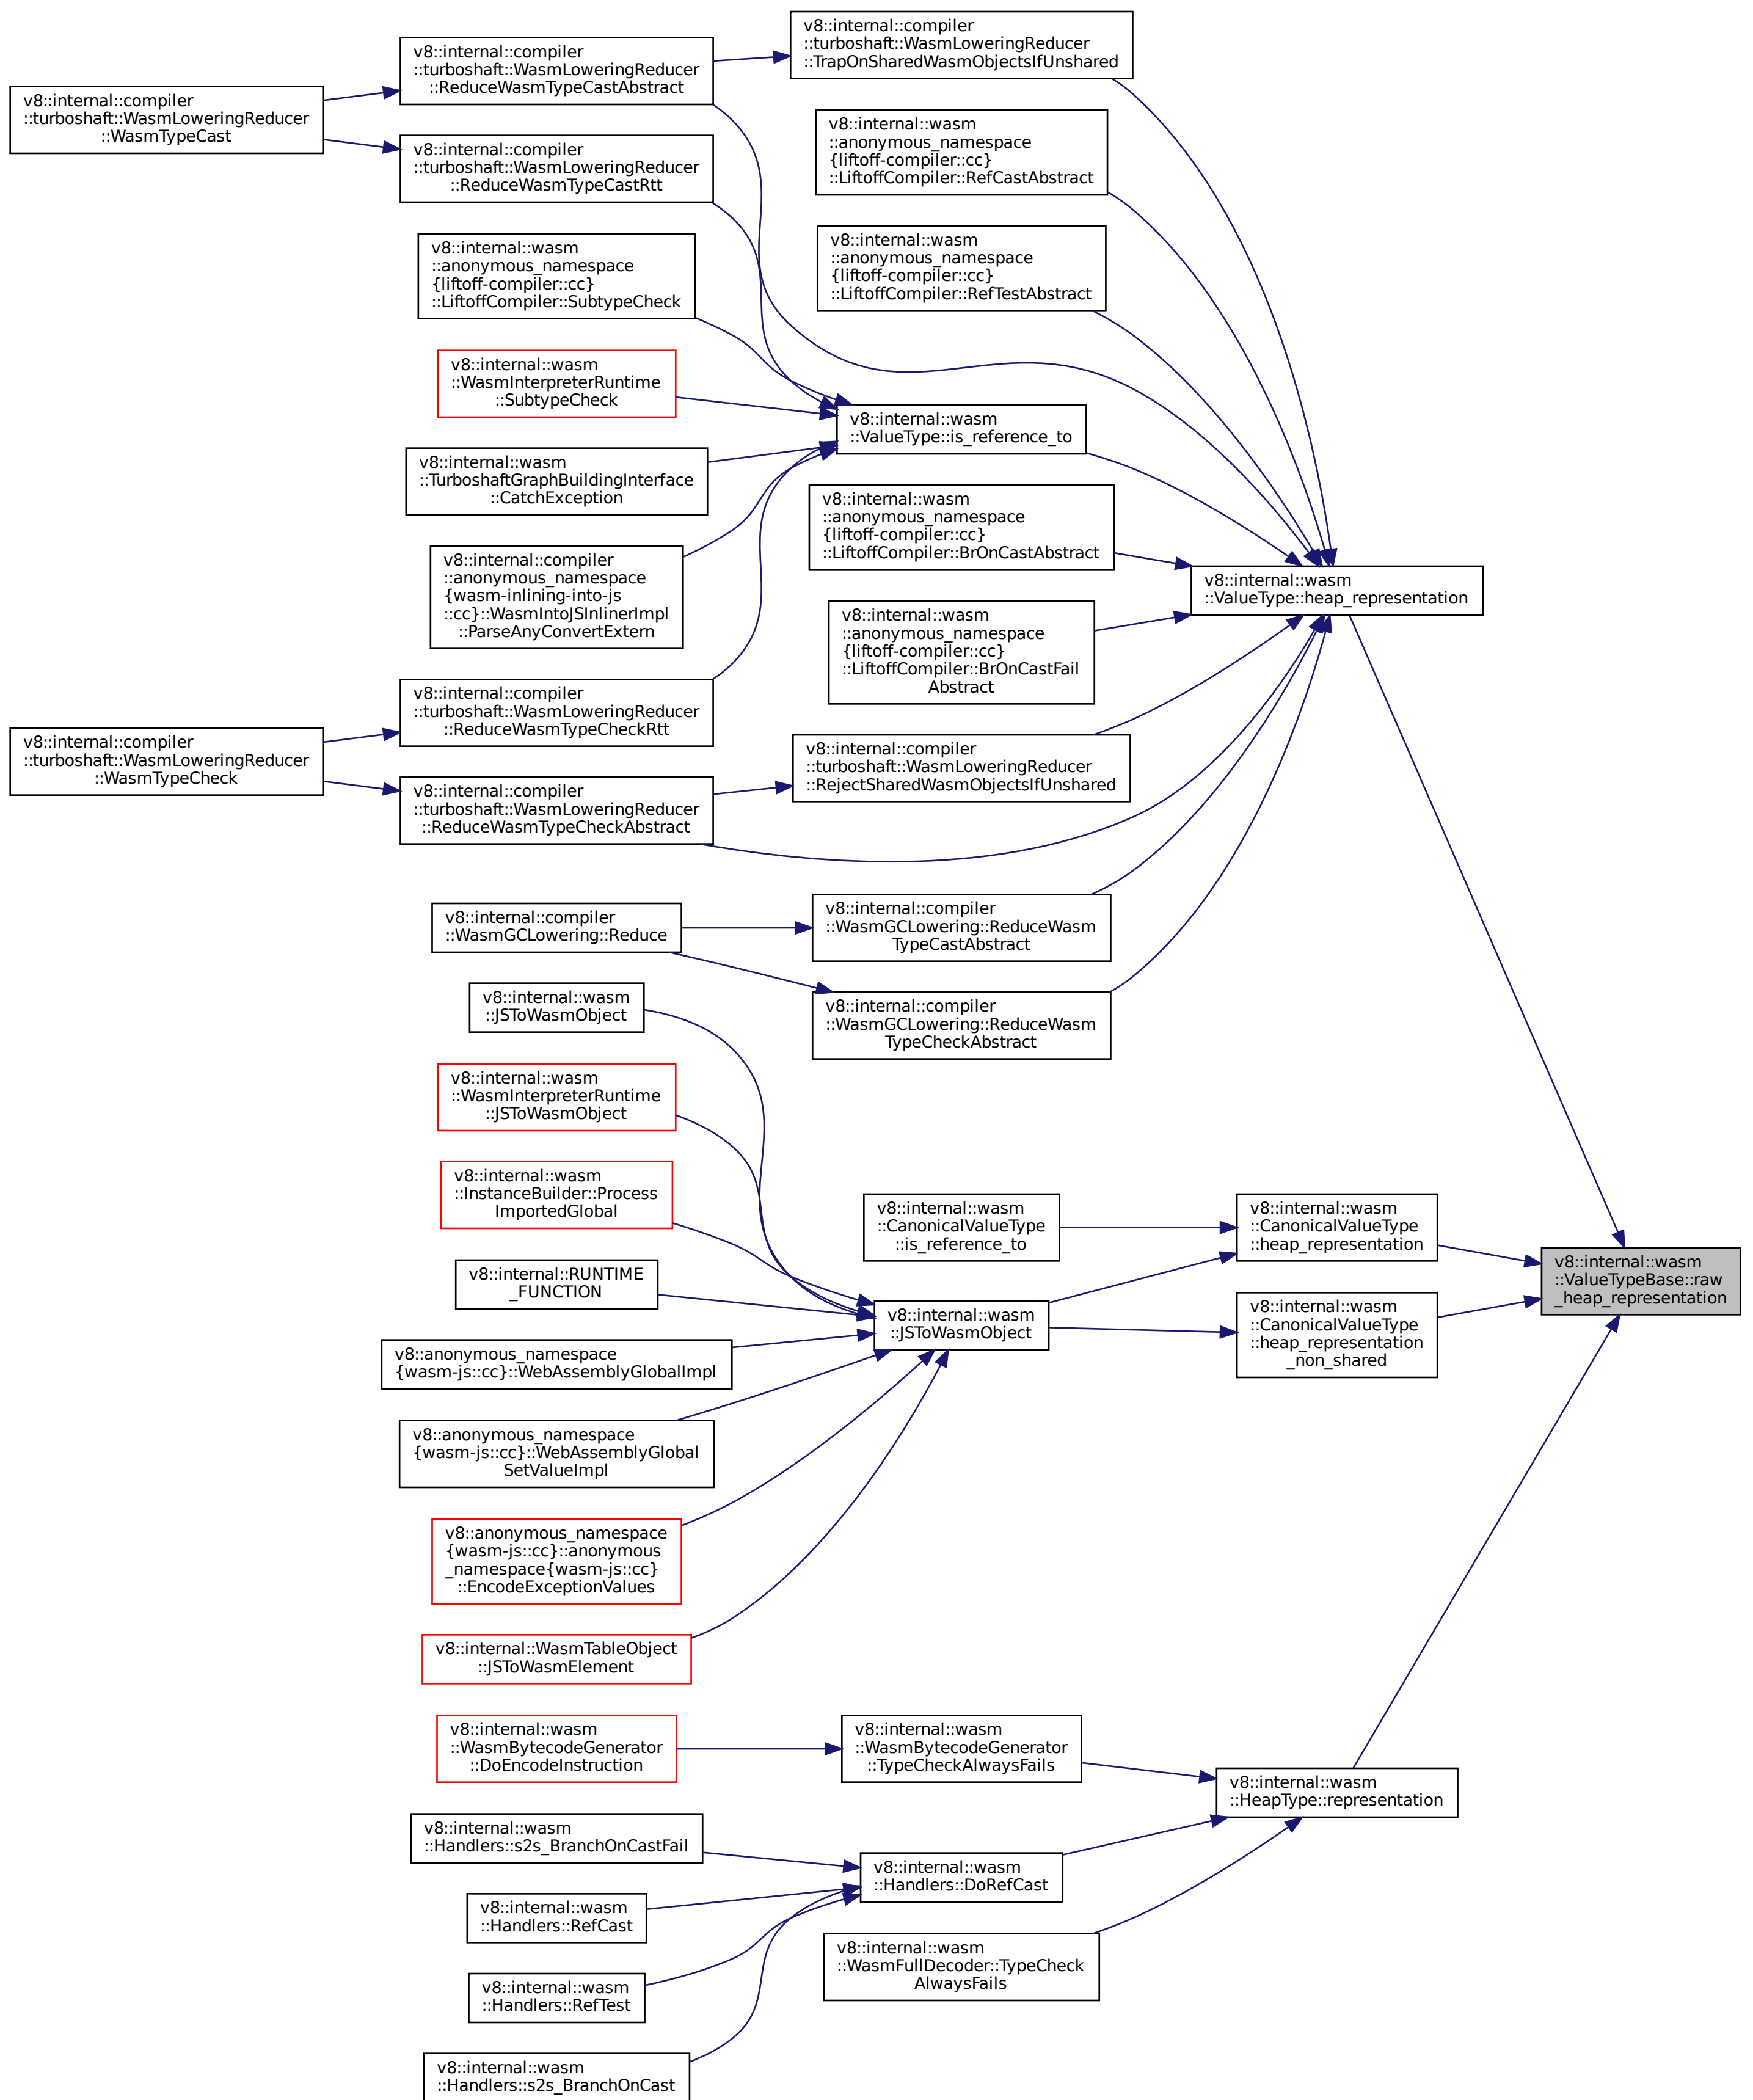 v8::internal::compiler
::turboshaft::WasmLoweringReducer
::WasmTypeCast
v8::internal::compiler
::turboshaft::WasmLoweringReducer
::WasmTypeCheck
v8::internal::compiler
::turboshaft::WasmLoweringReducer
::ReduceWasmTypeCastAbstract
v8::internal::compiler
::turboshaft::WasmLoweringReducer
::ReduceWasmTypeCastRtt
v8::internal::wasm
::anonymous_namespace
{liftoff-compiler::cc}
::LiftoffCompiler::SubtypeCheck
v8::internal::wasm
::WasmInterpreterRuntime
::SubtypeCheck
v8::internal::wasm
::TurboshaftGraphBuildingInterface
::CatchException
v8::internal::compiler
::anonymous_namespace
{wasm-inlining-into-js
::cc}::WasmIntoJSInlinerImpl
::ParseAnyConvertExtern
v8::internal::compiler
::turboshaft::WasmLoweringReducer
::ReduceWasmTypeCheckRtt
v8::internal::compiler
::turboshaft::WasmLoweringReducer
::ReduceWasmTypeCheckAbstract
v8::internal::compiler
::WasmGCLowering::Reduce
v8::internal::wasm
::JSToWasmObject
v8::internal::wasm
::WasmInterpreterRuntime
::JSToWasmObject
v8::internal::wasm
::InstanceBuilder::Process
ImportedGlobal
v8::internal::RUNTIME
_FUNCTION
v8::anonymous_namespace
{wasm-js::cc}::WebAssemblyGlobalImpl
v8::anonymous_namespace
{wasm-js::cc}::WebAssemblyGlobal
SetValueImpl
v8::anonymous_namespace
{wasm-js::cc}::anonymous
_namespace{wasm-js::cc}
::EncodeExceptionValues
v8::internal::WasmTableObject
::JSToWasmElement
v8::internal::wasm
::WasmBytecodeGenerator
::DoEncodeInstruction
v8::internal::wasm
::Handlers::s2s_BranchOnCastFail
v8::internal::wasm
::Handlers::RefCast
v8::internal::wasm
::Handlers::RefTest
v8::internal::wasm
::Handlers::s2s_BranchOnCast
v8::internal::compiler
::turboshaft::WasmLoweringReducer
::TrapOnSharedWasmObjectsIfUnshared
v8::internal::wasm
::anonymous_namespace
{liftoff-compiler::cc}
::LiftoffCompiler::RefCastAbstract
v8::internal::wasm
::anonymous_namespace
{liftoff-compiler::cc}
::LiftoffCompiler::RefTestAbstract
v8::internal::wasm
::ValueType::is_reference_to
v8::internal::wasm
::anonymous_namespace
{liftoff-compiler::cc}
::LiftoffCompiler::BrOnCastAbstract
v8::internal::wasm
::anonymous_namespace
{liftoff-compiler::cc}
::LiftoffCompiler::BrOnCastFail
Abstract
v8::internal::compiler
::turboshaft::WasmLoweringReducer
::RejectSharedWasmObjectsIfUnshared
v8::internal::compiler
::WasmGCLowering::ReduceWasm
TypeCastAbstract
v8::internal::compiler
::WasmGCLowering::ReduceWasm
TypeCheckAbstract
v8::internal::wasm
::CanonicalValueType
::is_reference_to
v8::internal::wasm
::JSToWasmObject
v8::internal::wasm
::WasmBytecodeGenerator
::TypeCheckAlwaysFails
v8::internal::wasm
::Handlers::DoRefCast
v8::internal::wasm
::WasmFullDecoder::TypeCheck
AlwaysFails
v8::internal::wasm
::ValueType::heap_representation
v8::internal::wasm
::CanonicalValueType
::heap_representation
v8::internal::wasm
::CanonicalValueType
::heap_representation
_non_shared
v8::internal::wasm
::HeapType::representation
v8::internal::wasm
::ValueTypeBase::raw
_heap_representation